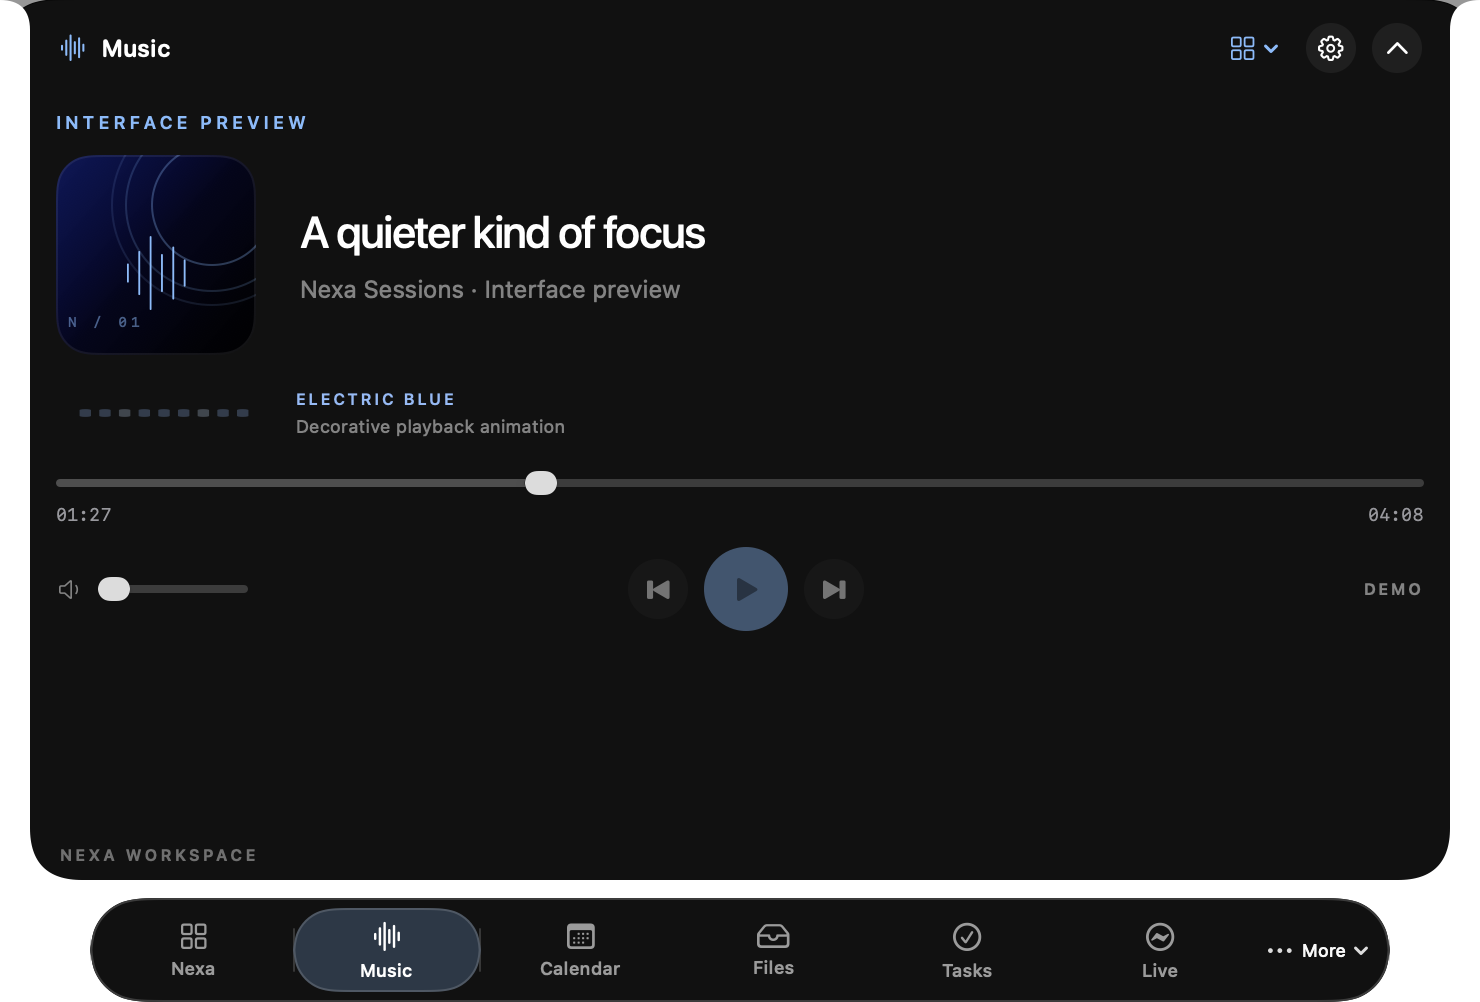 Music
INTERFACE PREVIEW
N / 01
A quieter kind of focus
Nexa Sessions · Interface preview
ELECTRIC BLUE
Decorative playback animation
01:27
04:08
DEMO
NEXA WORKSPACE
Nexa
Music
Calendar
Files
Tasks
Live
More